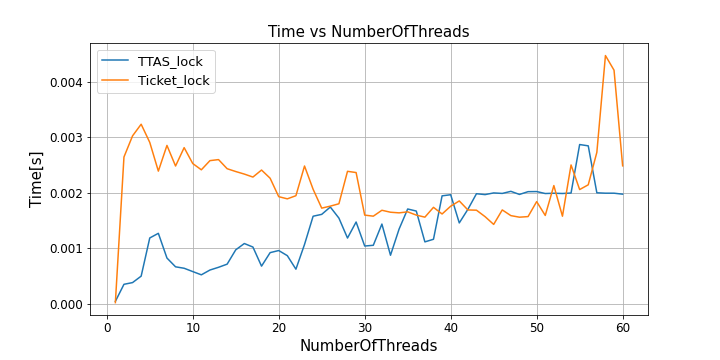 Time vs NumberOfThreads
TTAS_lock
Ticket_lock
Time[s]
0.004
0.003
0.002
0.001
0.000
0 10 20 30 40 50 60
NumberOfThreads